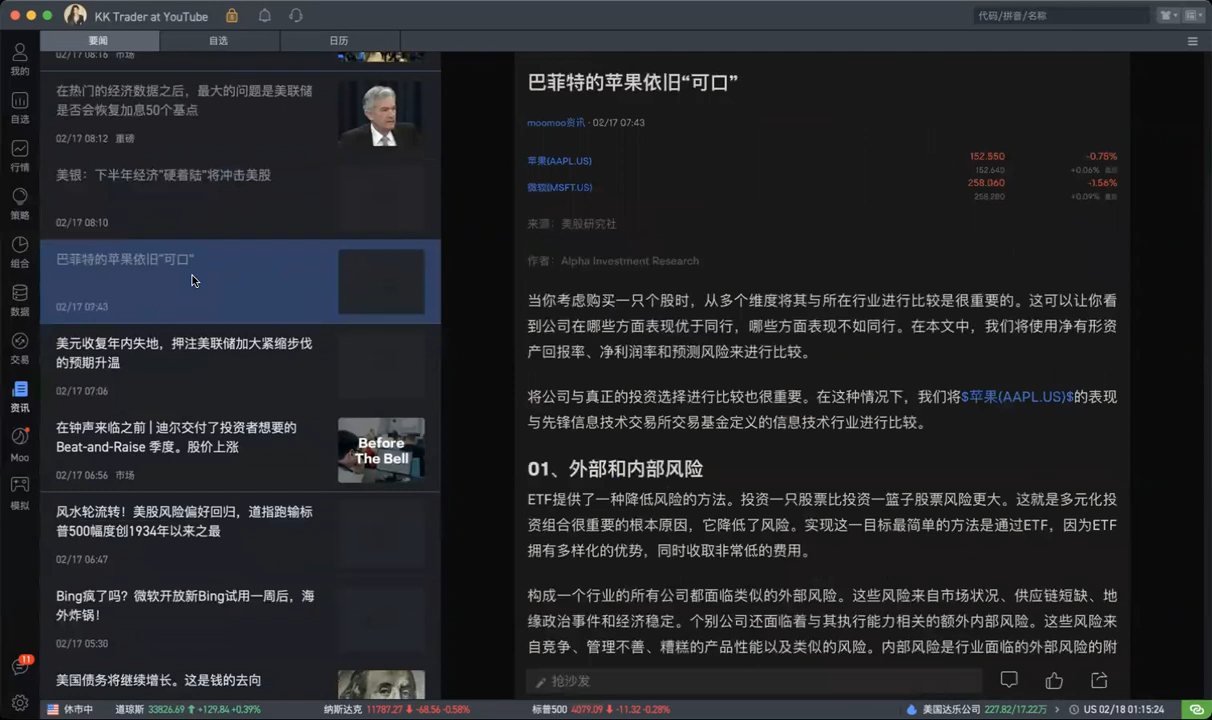 KK Trader at YouTube
代码/拼音/名称
要闻
自选
日历
我的
自选
行情
策略
组合
数据
交易
资讯
Moo
模拟
11
02/17 08:16 市场
在热门的经济数据之后，最大的问题是美联储
是否会恢复加息50个基点
02/17 08:12 重磅
美银：下半年经济“硬着陆”将冲击美股
02/17 08:10
巴菲特的苹果依旧“可口”
02/17 07:43
美元收复年内失地，押注美联储加大紧缩步伐
的预期升温
02/17 07:06
在钟声来临之前 | 迪尔交付了投资者想要的
Beat-and-Raise 季度。股价上涨
02/17 06:56 市场
Before
The Bell
风水轮流转！美股风险偏好回归，道指跑输标
普500幅度创1934年以来之最
02/17 06:47
Bing疯了吗？微软开放新Bing试用一周后，海
外炸锅！
02/17 05:30
美国债务将继续增长。这是钱的去向
巴菲特的苹果依旧“可口”
moomoo资讯 · 02/17 07:43
苹果(AAPL.US) 152.550 -0.76%
152.640 +0.06%
微软(MSFT.US) 258.060 -1.56%
258.280 +0.09%
来源：美股研究社
作者：Alpha Investment Research
当你考虑购买一只个股时，从多个维度将其与所在行业进行比较是很重要的。这可以让你看
到公司在哪些方面表现优于同行，哪些方面表现不如同行。在本文中，我们将使用净有形资
产回报率、净利润率和预测风险来进行比较。
将公司与真正的投资选择进行比较也很重要。在这种情况下，我们将$苹果(AAPL.US)$的表现
与先锋信息技术交易所交易基金定义的信息技术行业进行比较。
01、外部和内部风险
ETF提供了一种降低风险的方法。投资一只股票比投资一篮子股票风险更大。这就是多元化投
资组合很重要的根本原因，它降低了风险。实现这一目标最简单的方法是通过ETF，因为ETF
拥有多样化的优势，同时收取非常低的费用。
构成一个行业的所有公司都面临类似的外部风险。这些风险来自市场状况、供应链短缺、地
缘政治事件和经济稳定。个别公司还面临着与其执行能力相关的额外内部风险。这些风险来
自竞争、管理不善、糟糕的产品性能以及类似的风险。内部风险是行业面临的外部风险的附
抢沙发
休市中 道琼斯 33826.69 +129.84 +0.39% 纳斯达克 11787.27 -68.56 -0.58% 标普500 4079.09 -11.32 -0.28% 美国达乐公司 227.82/17.22万 US 02/18 01:15:24